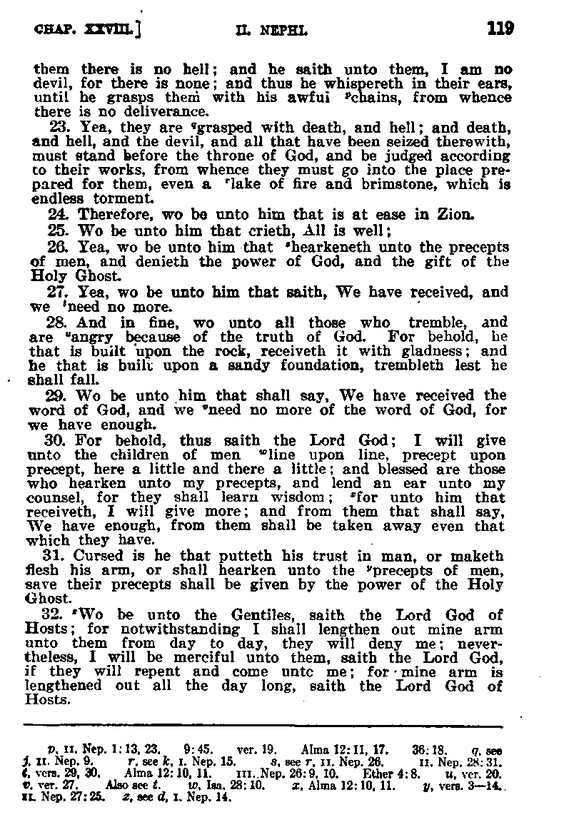 CHAP. XXVIII.] II. NEPHI. 119
them there is no hell; and he saith unto them, I am no
devil, for there is none; and thus he whispereth in their ears,
until he grasps them with his awful ᵖchains, from whence
there is no deliverance.
23. Yea, they are ᑫgrasped with death, and hell; and death,
and hell, and the devil, and all that have been seized therewith,
must stand before the throne of God, and be judged according
to their works, from whence they must go into the place pre-
pared for them, even a ʳlake of fire and brimstone, which is
endless torment.
24. Therefore, wo be unto him that is at ease in Zion.
25. Wo be unto him that crieth, All is well;
26. Yea, wo be unto him that ˢhearkeneth unto the precepts
of men, and denieth the power of God, and the gift of the
Holy Ghost.
27. Yea, wo be unto him that saith, We have received, and
we ᵗneed no more.
28. And in fine, wo unto all those who tremble, and
are ᵘangry because of the truth of God. For behold, he
that is built upon the rock, receiveth it with gladness; and
he that is built upon a sandy foundation, trembleth lest he
shall fall.
29. Wo be unto him that shall say, We have received the
word of God, and we ᵛneed no more of the word of God, for
we have enough.
30. For behold, thus saith the Lord God; I will give
unto the children of men ʷline upon line, precept upon
precept, here a little and there a little; and blessed are those
who hearken unto my precepts, and lend an ear unto my
counsel, for they shall learn wisdom; ˣfor unto him that
receiveth, I will give more; and from them that shall say,
We have enough, from them shall be taken away even that
which they have.
31. Cursed is he that putteth his trust in man, or maketh
flesh his arm, or shall hearken unto the ʸprecepts of men,
save their precepts shall be given by the power of the Holy
Ghost.
32. ᶻWo be unto the Gentiles, saith the Lord God of
Hosts; for notwithstanding I shall lengthen out mine arm
unto them from day to day, they will deny me; never-
theless, I will be merciful unto them, saith the Lord God,
if they will repent and come unto me; for mine arm is
lengthened out all the day long, saith the Lord God of
Hosts.
p, II. Nep. 1:13, 23. 9:45. ver. 19. Alma 12:11, 17. 36:18. q, see
j, II. Nep. 9. r, see k, I. Nep. 15. s, see r, II. Nep. 26. II. Nep. 28:31.
t, vers. 29, 30. Alma 12:10, 11. III. Nep. 26:9, 10. Ether 4:8. u, ver. 20.
v, ver. 27. Also see t. w, Isa. 28:10. x, Alma 12:10, 11. y, vers. 3—14.
II. Nep. 27:25. z, see d, I. Nep. 14.